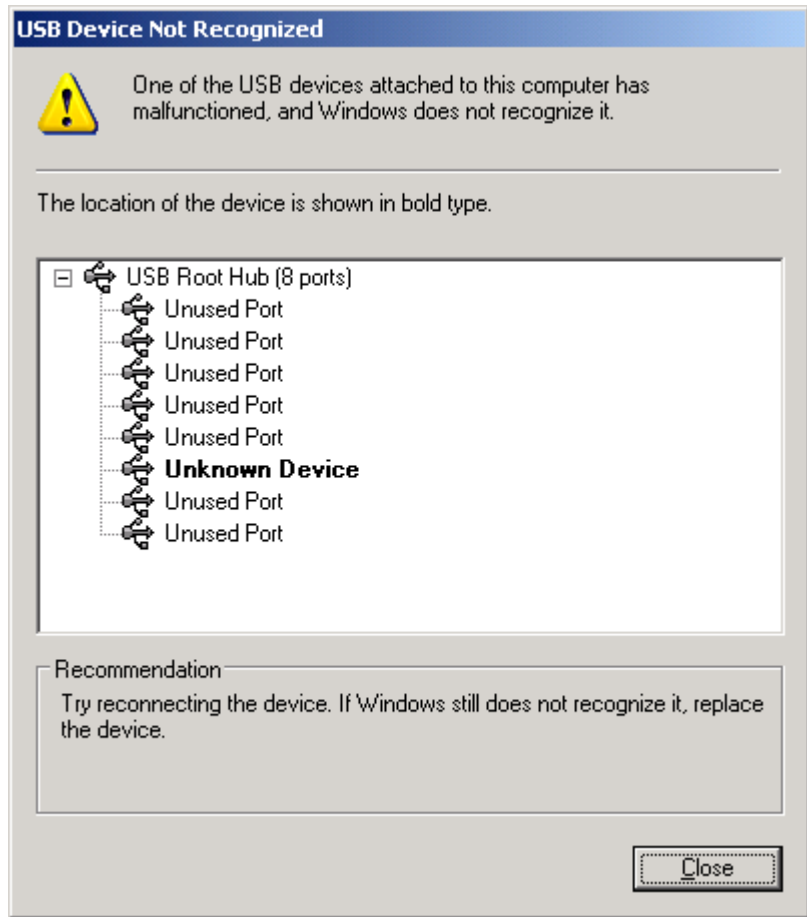 USB Device Not Recognized
One of the USB devices attached to this computer has
malfunctioned, and Windows does not recognize it.
The location of the device is shown in bold type.
USB Root Hub (8 ports)
Unused Port
Unused Port
Unused Port
Unused Port
Unused Port
Unknown Device
Unused Port
Unused Port
Recommendation
Try reconnecting the device. If Windows still does not recognize it, replace
the device.
Close